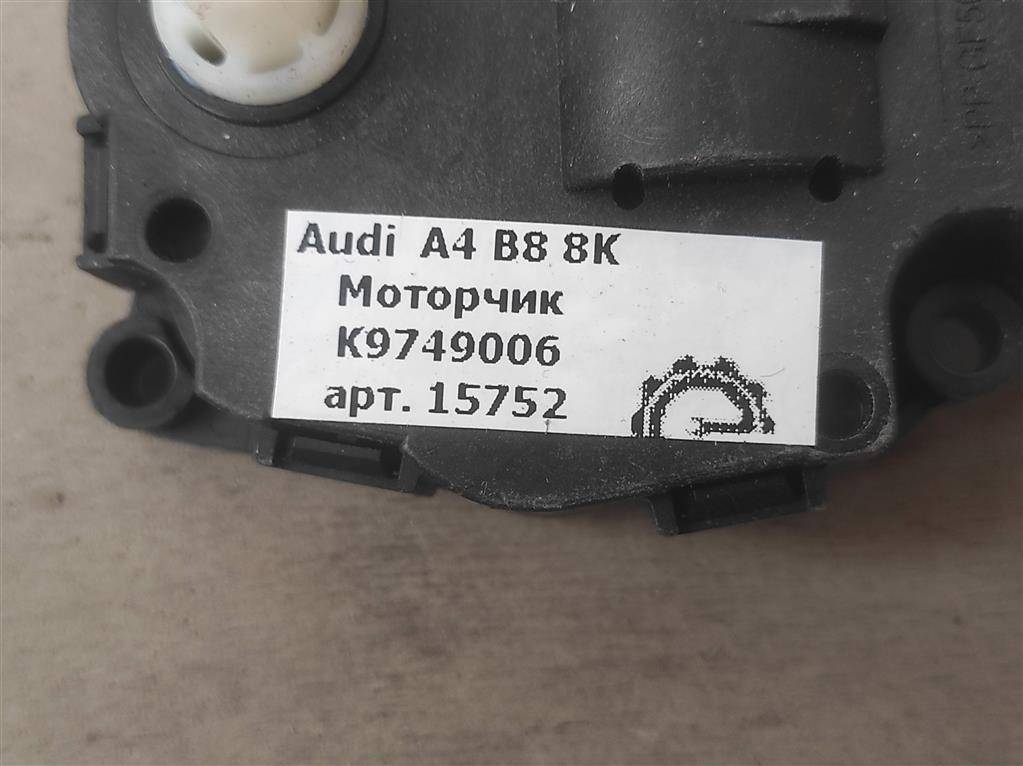 Audi A4 B8 8K
Моторчик
K9749006
арт. 15752